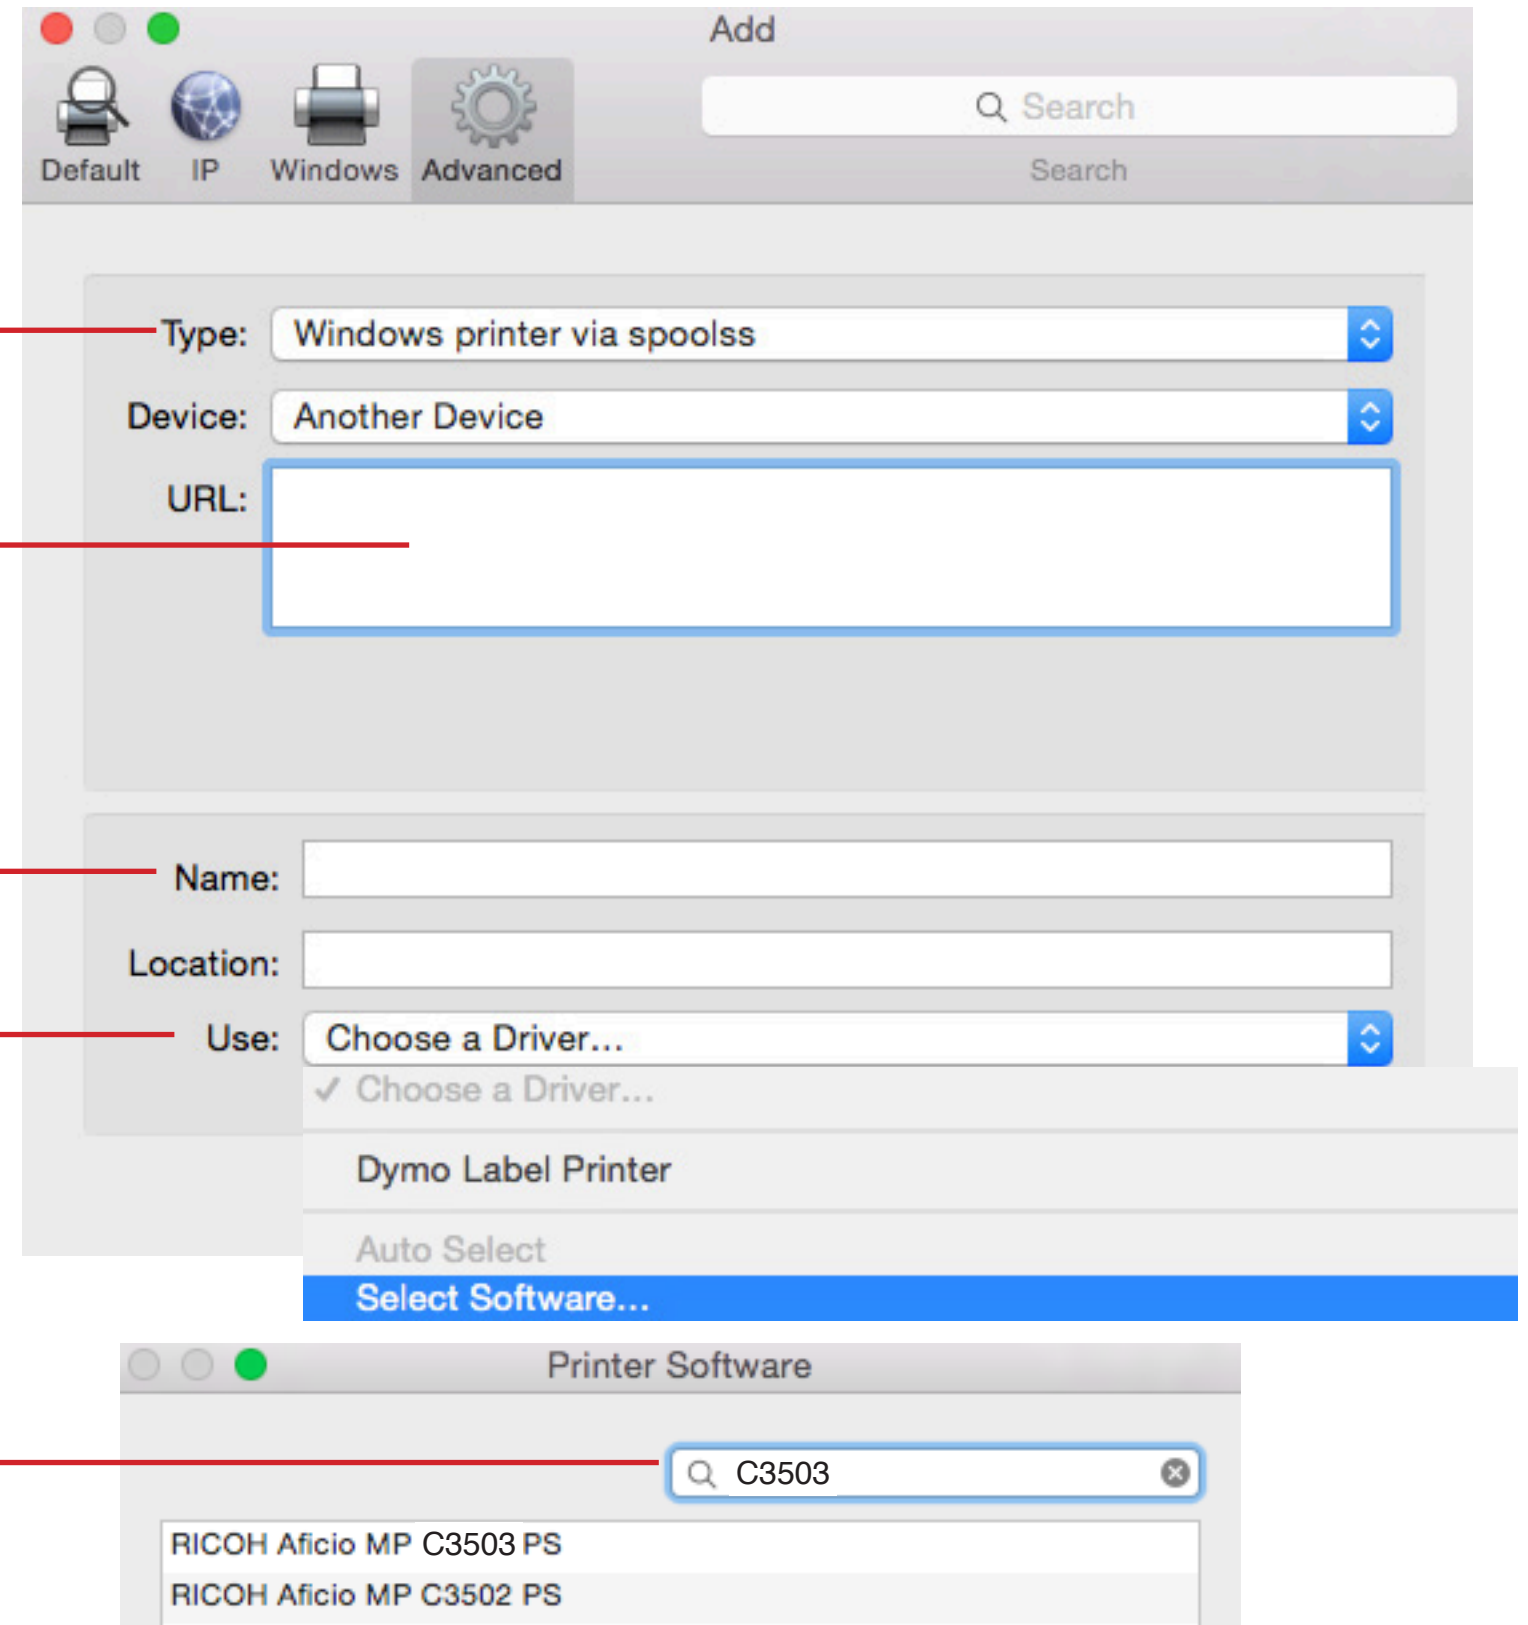 Add
Search
Default IP Windows Advanced Search
Type: Windows printer via spoolss
Device: Another Device
URL:
Name:
Location:
Use: Choose a Driver...
✓ Choose a Driver...
Dymo Label Printer
Auto Select
Select Software...
Printer Software
C3503
RICOH Aficio MP C3503 PS
RICOH Aficio MP C3502 PS